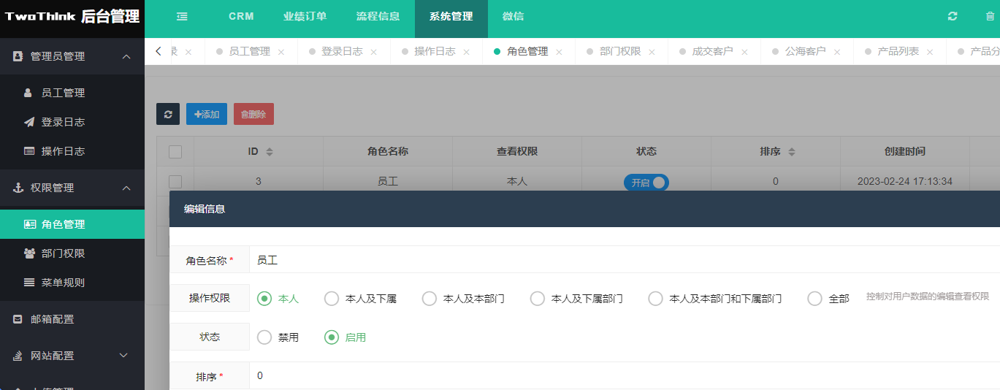 TwoThink 后台管理
CRM
业绩订单
流程信息
系统管理
微信
管理员管理
员工管理
登录日志
操作日志
权限管理
角色管理
部门权限
菜单规则
邮箱配置
网站配置
录
员工管理
登录日志
操作日志
角色管理
部门权限
成交客户
公海客户
产品列表
产品分
添加
删除
ID
角色名称
查看权限
状态
排序
创建时间
3
员工
本人
开启
0
2023-02-24 17:13:34
编辑信息
角色名称 *
员工
操作权限
本人
本人及下属
本人及本部门
本人及下属部门
本人及本部门和下属部门
全部
控制对用户数据的编辑查看权限
状态
禁用
启用
排序 *
0